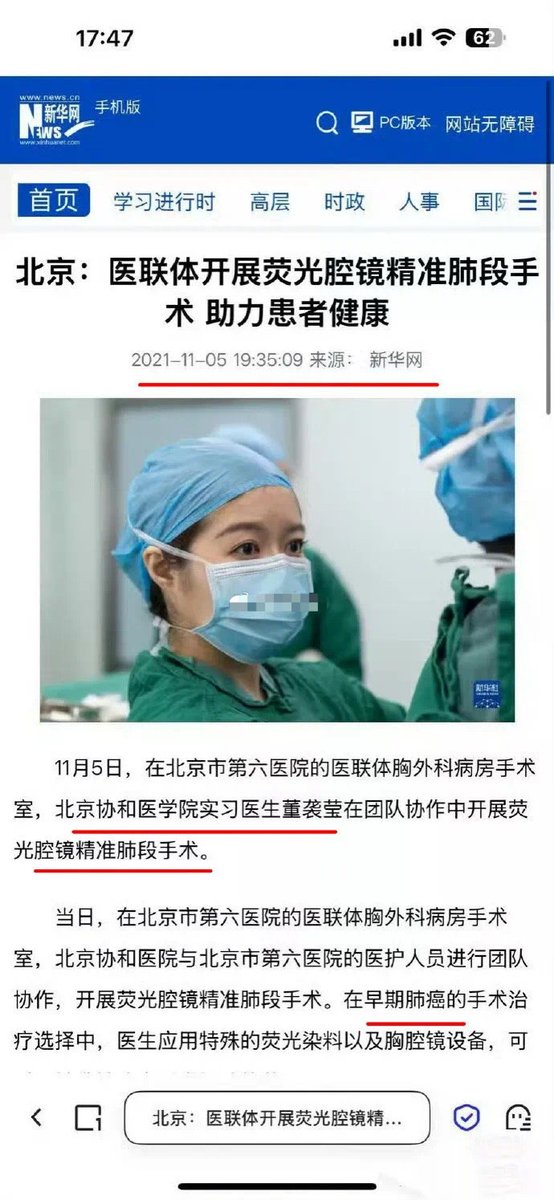 17:47
62
www.news.cn
新华网
NEWS
www.xinhuanet.com
手机版
PC版本
网站无障碍
首页
学习进行时
高层
时政
人事
北京：医联体开展荧光腔镜精准肺段手
术 助力患者健康
2021-11-05 19:35:09 来源： 新华网
新华社
11月5日，在北京市第六医院的医联体胸外科病房手术
室，北京协和医学院实习医生董袭莹在团队协作中开展荧
光腔镜精准肺段手术。
当日，在北京市第六医院的医联体胸外科病房手术
室，北京协和医院与北京市第六医院的医护人员进行团队
协作，开展荧光腔镜精准肺段手术。在早期肺癌的手术治
疗选择中，医生应用特殊的荧光染料以及胸腔镜设备，可
1
北京：医联体开展荧光腔镜精...